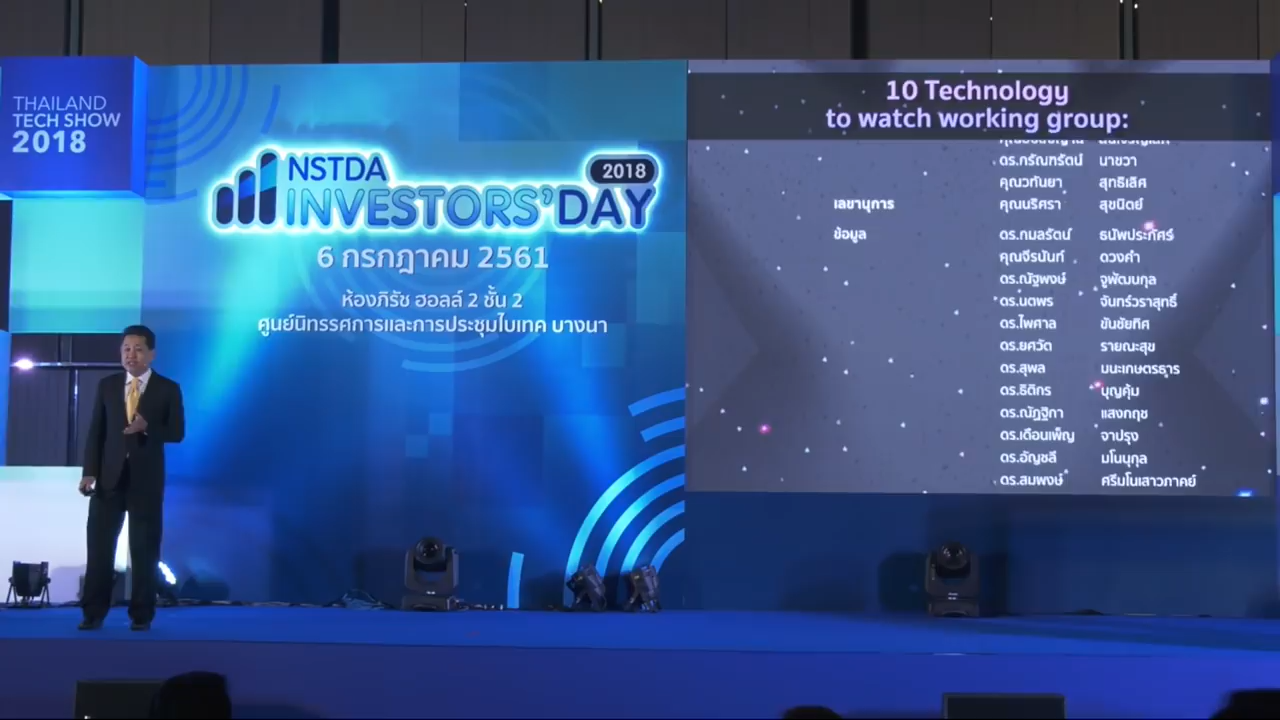 THAILAND
TECH SHOW
2018
NSTDA
2018
INVESTORS'DAY
6 กรกฎาคม 2561
ห้องภิรัช ฮอลล์ 2 ชั้น 2
ศูนย์นิทรรศการและการประชุมไบเทค บางนา
10 Technology
to watch working group:
ดร.กรัณฑรัตน์ นาขวา
คุณวทันยา สุทธิเลิศ
เลขานุการ คุณนริศรา สุขนิตย์
ข้อมูล ดร.กมลรัตน์ ธนัพประภัศร์
คุณจีรนันท์ ดวงคำ
ดร.ณัฐพงษ์ จูพัฒนกุล
ดร.นตพร จันทร์วราสุทธิ์
ดร.ไพศาล ขันชัยทิศ
ดร.ยศวัต รายณะสุข
ดร.สุพล มนะเกษตรธาร
ดร.ธิติกร บุญคุ้ม
ดร.ณัฏฐิกา แสงกฤช
ดร.เดือนเพ็ญ จาปรุง
ดร.อัญชลี มโนนุกุล
ดร.สมพงษ์ ศรีมโนเสาวภาคย์